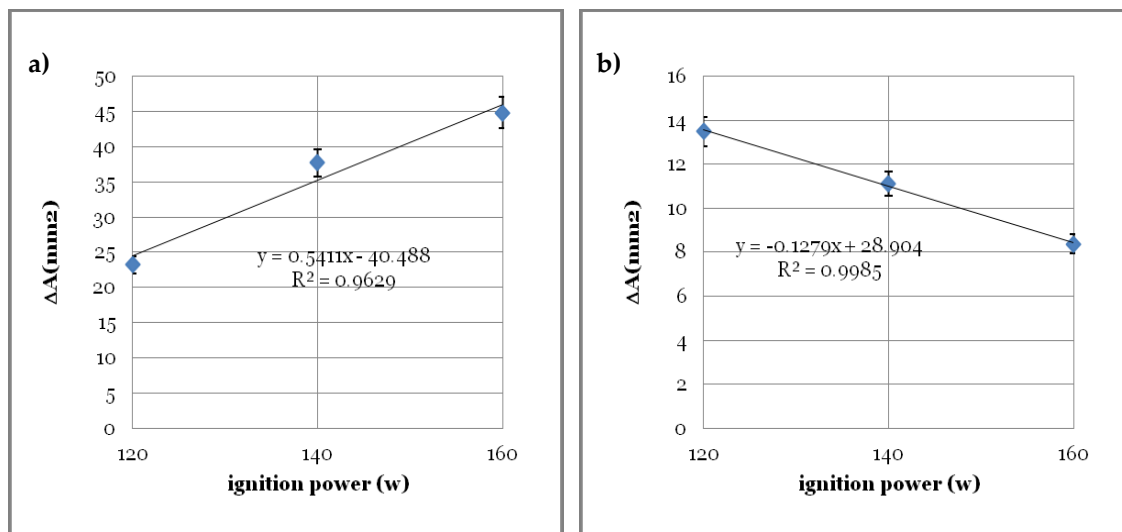 a)
50
45
40
35
30
25
20
15
10
5
0
120
140
160
ΔA(mm2)
ignition power (w)
y = 0.5411x - 40.488
R² = 0.9629
b)
16
14
12
10
8
6
4
2
0
120
140
160
ΔA(mm2)
ignition power (w)
y = -0.1279x + 28.904
R² = 0.9985